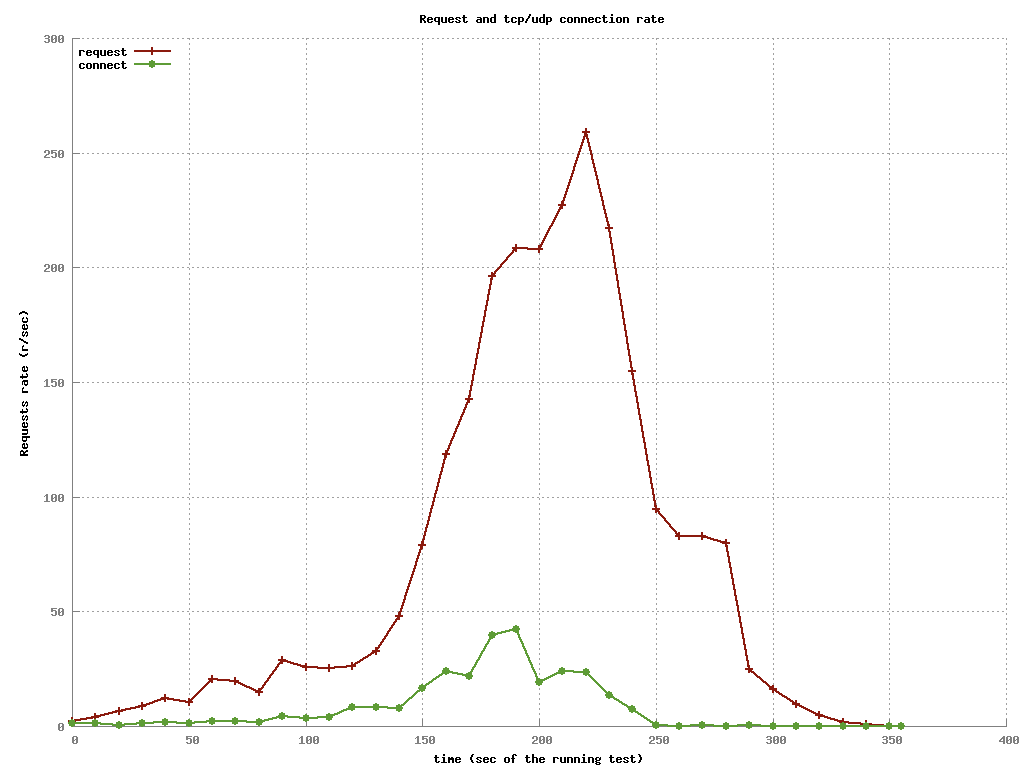 Request and tcp/udp connection rate
300
request
connect
250
200
150
100
50
0
Requests rate (r/sec)
0 50 100 150 200 250 300 350 400
time (sec of the running test)